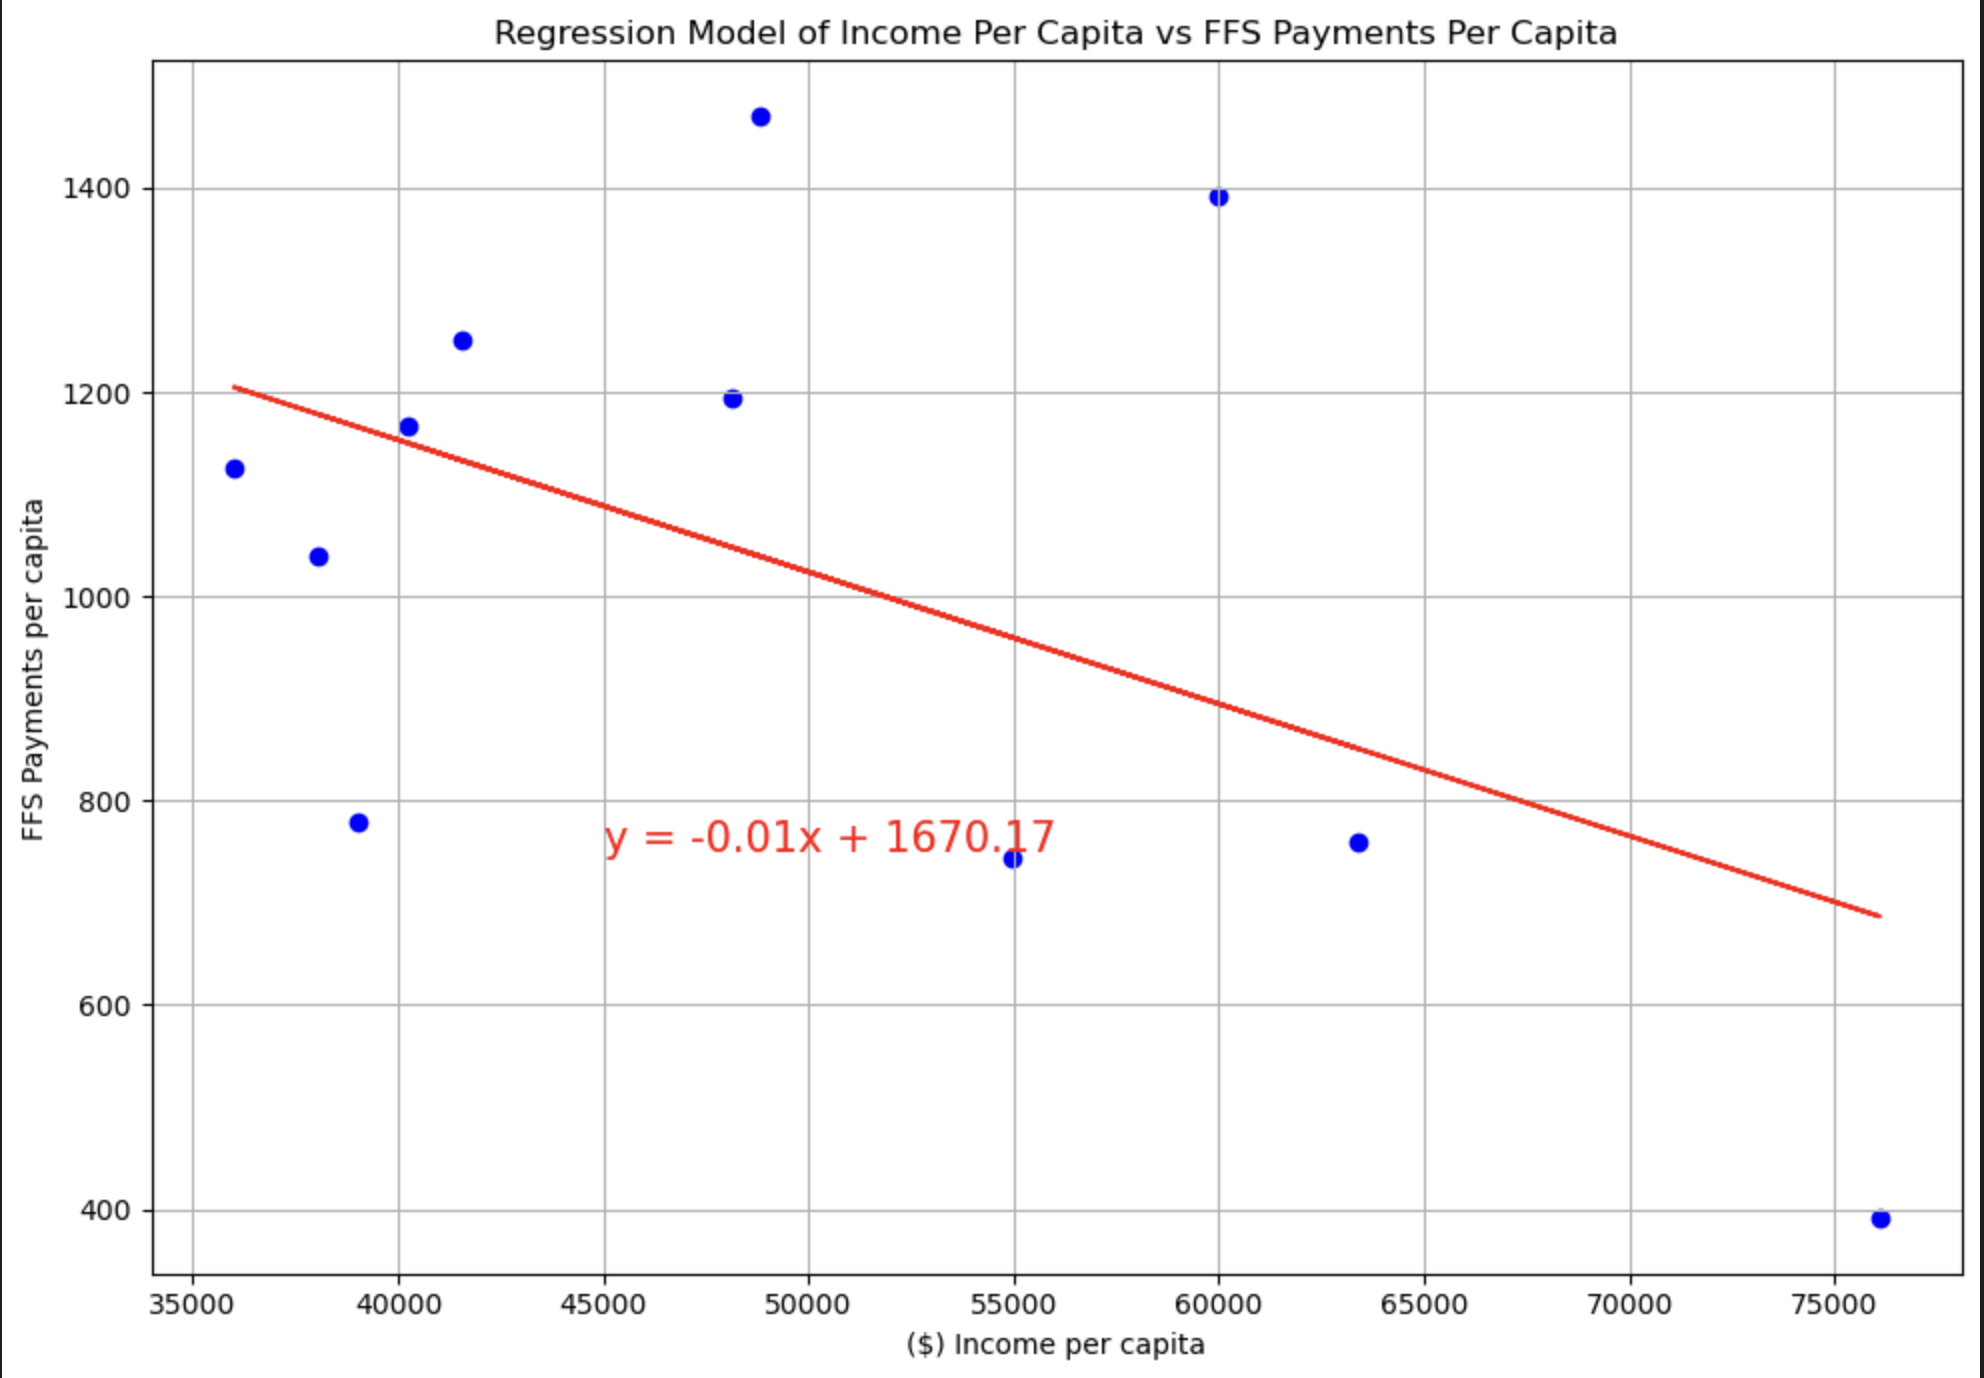 Regression Model of Income Per Capita vs FFS Payments Per Capita
FFS Payments per capita
1400
1200
1000
800
600
400
y = -0.01x + 1670.17
35000 40000 45000 50000 55000 60000 65000 70000 75000
($) Income per capita